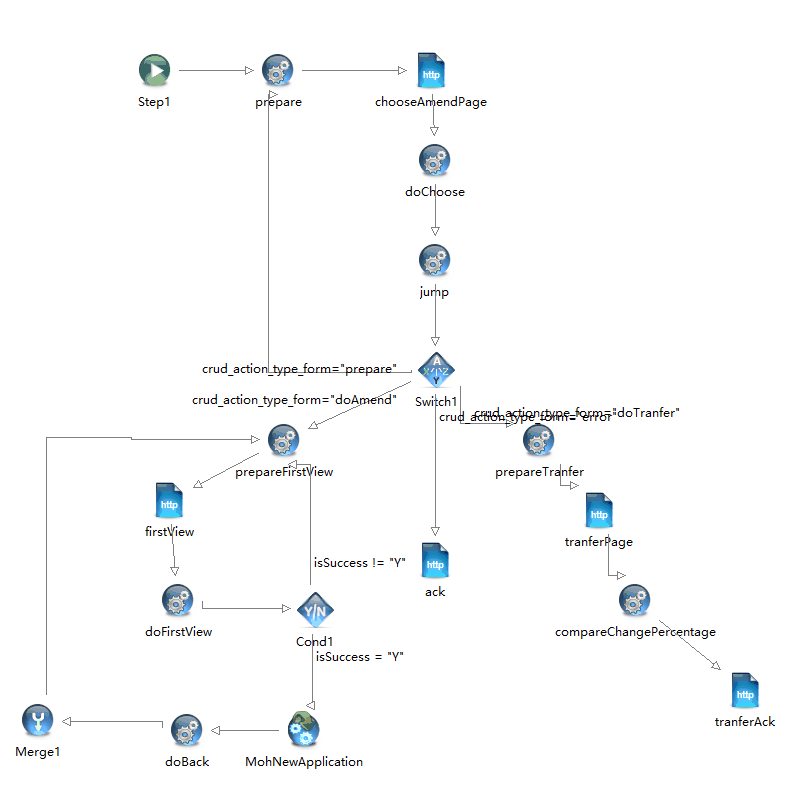 Step1
prepare
http
chooseAmendPage
doChoose
jump
A
X Y Z
Y
crud_action_type_form="prepare"
Switch1
crud_action_type_form="doAmend"
crud_action_type_form="doTranfer"
crud_action_type_form="error"
prepareFirstView
prepareTranfer
http
firstView
http
tranferPage
isSuccess != "Y"
http
ack
doFirstView
Y/N
Cond1
compareChangePercentage
isSuccess = "Y"
http
tranferAck
Merge1
doBack
MohNewApplication